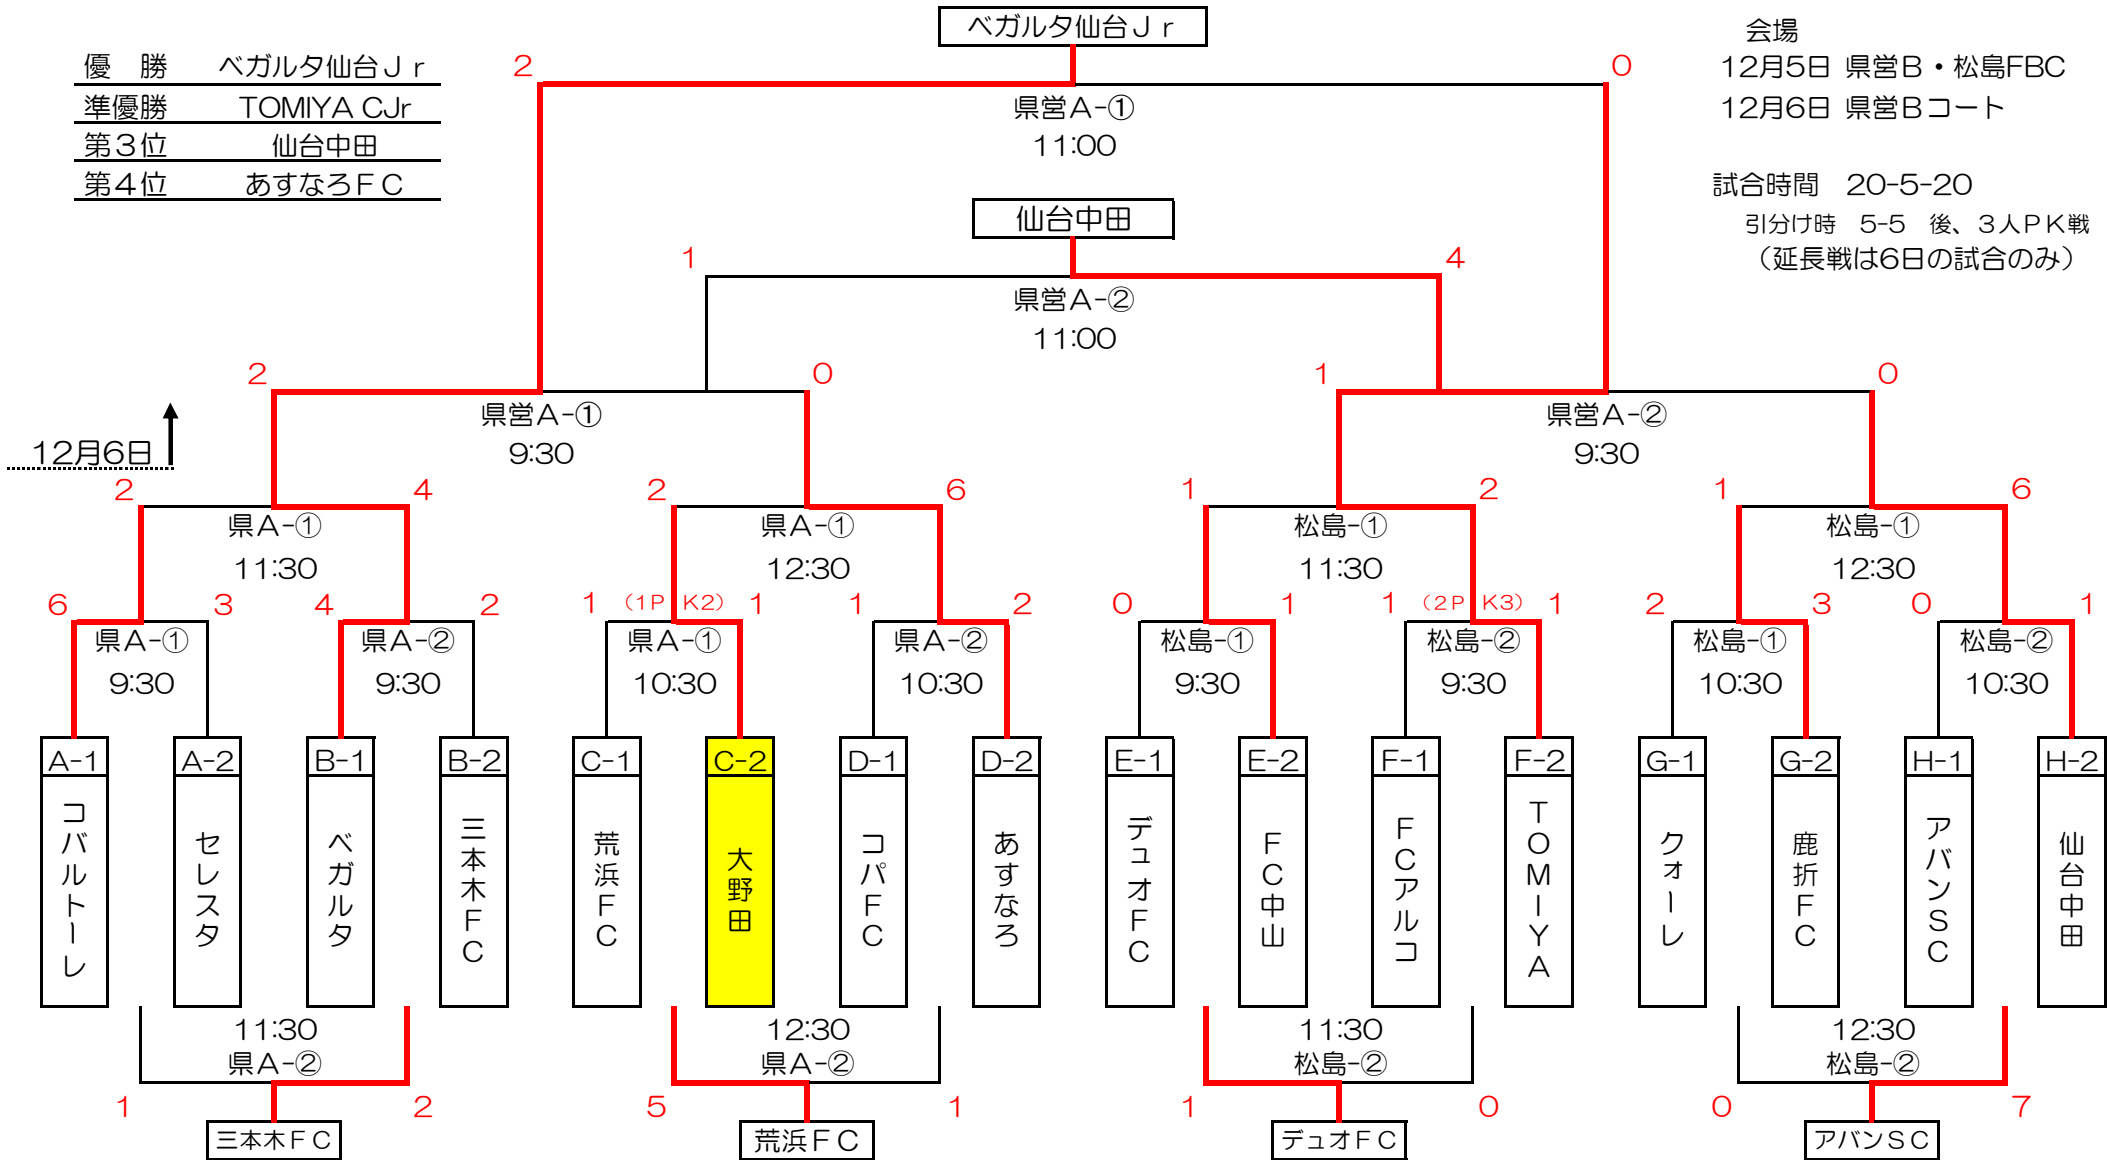 ベガルタ仙台Ｊｒ
優　勝　ベガルタ仙台Ｊｒ
準優勝　TOMIYA CJr
第３位　仙台中田
第４位　あすなろＦＣ
会場
12月5日 県営Ｂ・松島FBC
12月6日 県営Ｂコート
試合時間　20-5-20
引分け時　5-5　後、３人ＰＫ戦
（延長戦は6日の試合のみ）
2 0
県営Ａ-①
11:00
仙台中田
1 4
県営Ａ-②
11:00
2 0 1 0
県営Ａ-① 県営Ａ-②
9:30 9:30
12月6日
2 4 2 6 1 2 1 6
県Ａ-① 県Ａ-① 松島-① 松島-①
11:30 12:30 11:30 12:30
6 3 4 2 1 （1Ｐ Ｋ2） 1 1 2 0 1 1 （2Ｐ Ｋ3） 1 2 3 0 1
県Ａ-① 県Ａ-② 県Ａ-① 県Ａ-② 松島-① 松島-② 松島-① 松島-②
9:30 9:30 10:30 10:30 9:30 9:30 10:30 10:30
A-1 A-2 B-1 B-2 C-1 C-2 D-1 D-2 E-1 E-2 F-1 F-2 G-1 G-2 H-1 H-2
コバルトーレ
セレスタ
ベガルタ
三本木ＦＣ
荒浜ＦＣ
大野田
コパＦＣ
あすなろ
デュオＦＣ
ＦＣ中山
ＦＣアルコ
ＴＯＭＩＹＡ
クォーレ
鹿折ＦＣ
アバンＳＣ
仙台中田
11:30 12:30 11:30 12:30
県Ａ-② 県Ａ-② 松島-② 松島-②
1 2 5 1 1 0 0 7
三本木ＦＣ 荒浜ＦＣ デュオＦＣ アバンＳＣ